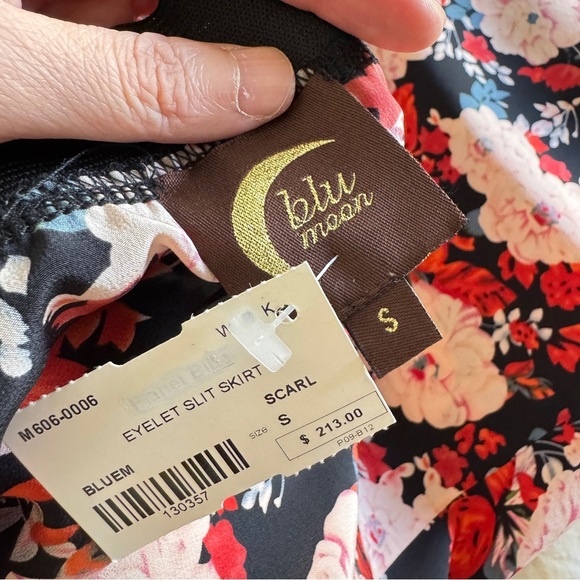 blu
moon
S
M606-0006
EYELET SLIT SKIRT
BLUEM
SCARL
SIZE S
$ 213.00
130357
P09-B12